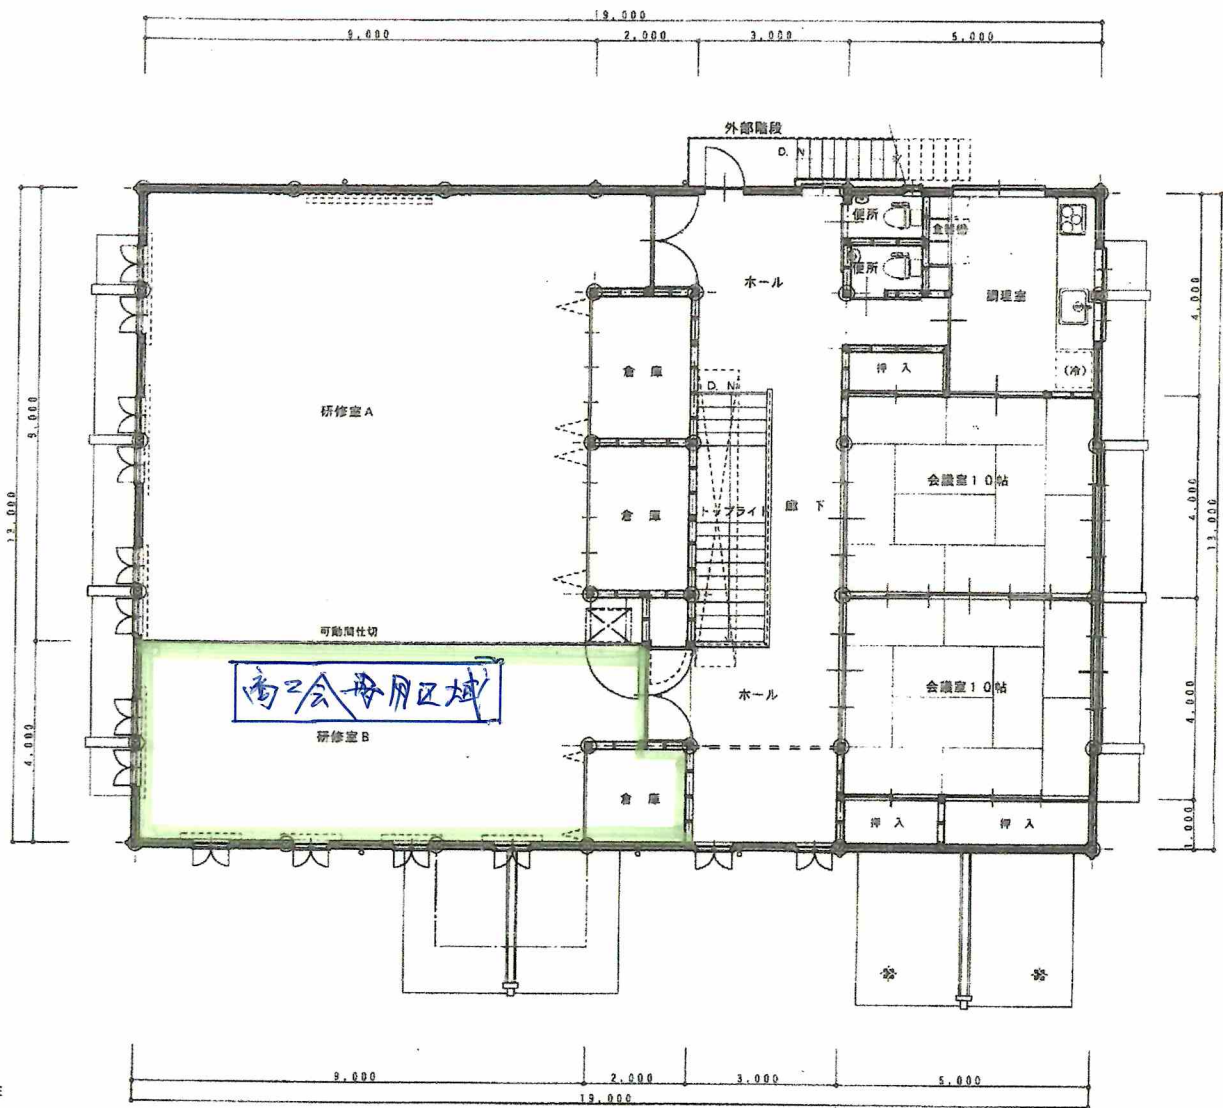 19,000
9,000
2,000
3,000
5,000
外部階段
D.N
便所
便所
ホール
調理室
4,000
倉庫
押入
(冷)
D.N
研修室A
9,000
13,000
会議室10帖
倉庫
トップライト
廊下
4,000
13,000
可動間仕切
商工会専用区域
ホール
会議室10帖
研修室B
4,000
4,000
倉庫
押入
押入
1,000
9,000
2,000
3,000
5,000
19,000